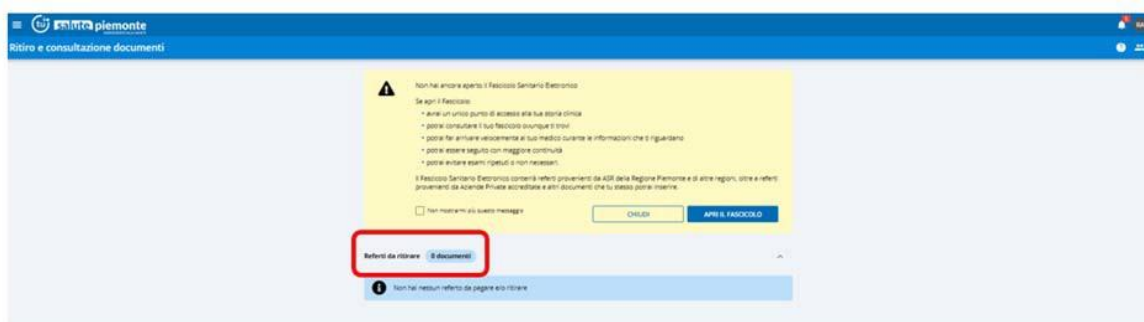 tu salute piemonte
Ritiro e consultazione documenti
Non hai ancora aperto il Fascicolo Sanitario Elettronico
Se apri il Fascicolo:
• avrai un unico punto di accesso alla tua storia clinica
• potrai consultare il tuo fascicolo ovunque ti trovi
• potrai far arrivare velocemente al tuo medico curante le informazioni che ti riguardano
• potrai essere seguito con maggiore continuità
• potrai evitare esami ripetuti o non necessari.
Il Fascicolo Sanitario Elettronico conterrà referti provenienti da ASR della Regione Piemonte e di altre regioni, oltre a referti
provenienti da Aziende Private accreditate e altri documenti che tu stesso potrai inserire.
Non mostrarmi più questo messaggio
CHIUDI
APRI IL FASCICOLO
Referti da ritirare 0 documenti
Non hai nessun referto da pagare e/o ritirare